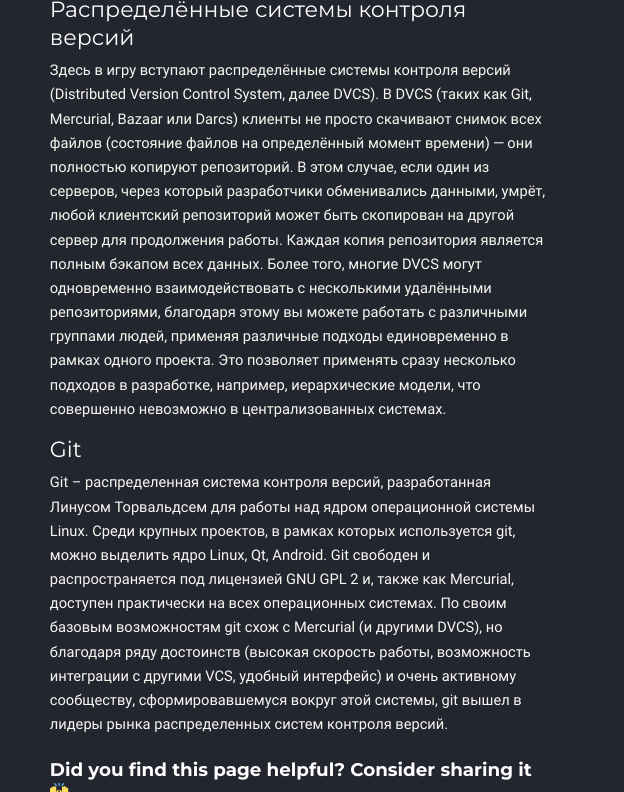 Распределённые системы контроля
версий
Здесь в игру вступают распределённые системы контроля версий
(Distributed Version Control System, далее DVCS). В DVCS (таких как Git,
Mercurial, Bazaar или Darcs) клиенты не просто скачивают снимок всех
файлов (состояние файлов на определённый момент времени) — они
полностью копируют репозиторий. В этом случае, если один из
серверов, через который разработчики обменивались данными, умрёт,
любой клиентский репозиторий может быть скопирован на другой
сервер для продолжения работы. Каждая копия репозитория является
полным бэкапом всех данных. Более того, многие DVCS могут
одновременно взаимодействовать с несколькими удалёнными
репозиториями, благодаря этому вы можете работать с различными
группами людей, применяя различные подходы единовременно в
рамках одного проекта. Это позволяет применять сразу несколько
подходов в разработке, например, иерархические модели, что
совершенно невозможно в централизованных системах.
Git
Git – распределенная система контроля версий, разработанная
Линусом Торвальдсем для работы над ядром операционной системы
Linux. Среди крупных проектов, в рамках которых используется git,
можно выделить ядро Linux, Qt, Android. Git свободен и
распространяется под лицензией GNU GPL 2 и, также как Mercurial,
доступен практически на всех операционных системах. По своим
базовым возможностям git схож с Mercurial (и другими DVCS), но
благодаря ряду достоинств (высокая скорость работы, возможность
интеграции с другими VCS, удобный интерфейс) и очень активному
сообществу, сформировавшемуся вокруг этой системы, git вышел в
лидеры рынка распределенных систем контроля версий.
Did you find this page helpful? Consider sharing it